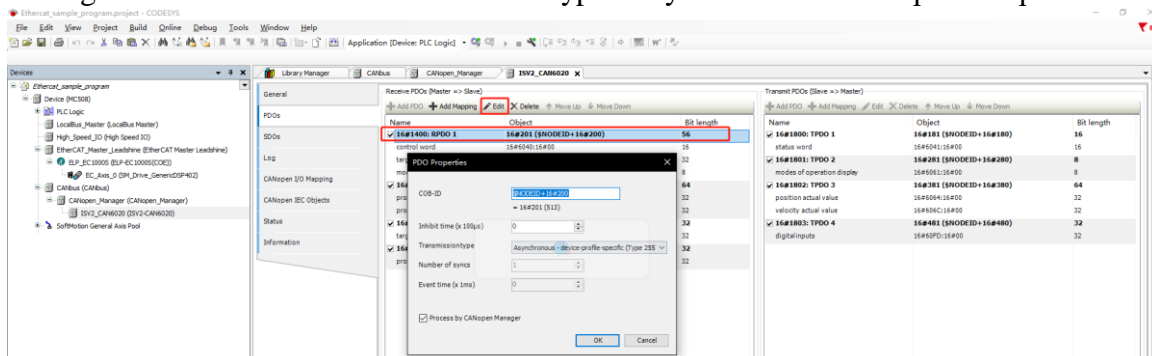 Ethercat_sample_program.project - CODESYS
File Edit View Project Build Online Debug Tools Window Help
Application [Device: PLC Logic]
Devices
Ethercat_sample_program
Device (MC508)
PLC Logic
LocalBus_Master (LocalBus Master)
High_Speed_IO (High Speed IO)
EtherCAT_Master_Leadshine (EtherCAT Master Leadshine)
ELP_EC1000S (ELP-EC1000S(COE))
EC_Axis_0 (SM_Drive_GenericDSP402)
CANbus (CANbus)
CANopen_Manager (CANopen_Manager)
ISV2_CAN6020 (ISV2-CAN6020)
SoftMotion General Axis Pool
Library Manager CANbus CANopen_Manager ISV2_CAN6020
General
PDOs
SDOs
Log
CANopen I/O Mapping
CANopen IEC Objects
Status
Information
Receive PDOs (Master => Slave)
Add PDO Add Mapping Edit Delete Move Up Move Down
Name Object Bit length
16#1400: RPDO 1 16#201 ($NODEID+16#200) 56
control word 16#6040:16#00 16
32
8
64
32
32
32
32
32
32
PDO Properties
COB-ID $NODEID+16#200
= 16#201 (513)
Inhibit time (x 100µs) 0
Transmissiontype Asynchronous - device-profile-specific (Type 255
Number of syncs 1
Event time (x 1ms) 0
Process by CANopen Manager
OK Cancel
Transmit PDOs (Slave => Master)
Add PDO Add Mapping Edit Delete Move Up Move Down
Name Object Bit length
16#1800: TPDO 1 16#181 ($NODEID+16#180) 16
status word 16#6041:16#00 16
16#1801: TPDO 2 16#281 ($NODEID+16#280) 8
modes of operation display 16#6061:16#00 8
16#1802: TPDO 3 16#381 ($NODEID+16#380) 64
position actual value 16#6064:16#00 32
velocity actual value 16#606C:16#00 32
16#1803: TPDO 4 16#481 ($NODEID+16#480) 32
digitalinputs 16#60FD:16#00 32